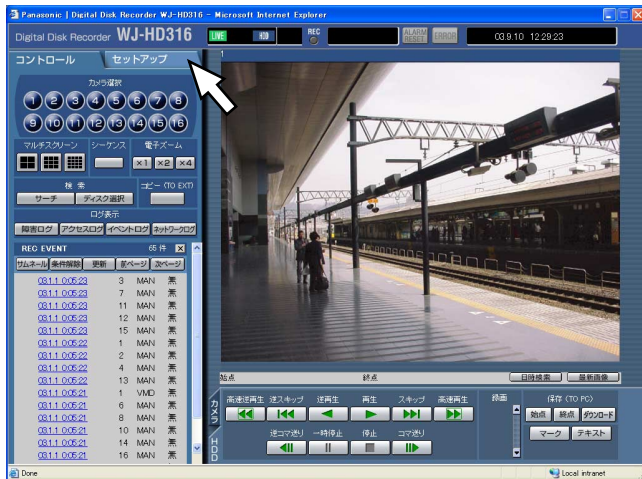 Panasonic | Digital Disk Recorder WJ-HD316 - Microsoft Internet Explorer
Digital Disk Recorder WJ-HD316
LIVE HDD REC ALARM RESET ERROR 03.9.10 12:29:23
コントロール セットアップ
1
カメラ選択
1 2 3 4 5 6 7 8
9 10 11 12 13 14 15 16
マルチスクリーン シーケンス 電子ズーム
×1 ×2 ×4
検索 コピー (TO EXT)
サーチ ディスク選択
ログ表示
障害ログ アクセスログ イベントログ ネットワークログ
REC EVENT 65 件 X
サムネール 条件解除 更新 前ページ 次ページ
03.1.1 0:05:23 3 MAN 無
03.1.1 0:05:23 7 MAN 無
03.1.1 0:05:23 11 MAN 無
03.1.1 0:05:23 12 MAN 無
03.1.1 0:05:23 15 MAN 無
03.1.1 0:05:22 1 MAN 無
03.1.1 0:05:22 2 MAN 無
03.1.1 0:05:22 4 MAN 無
03.1.1 0:05:22 13 MAN 無
03.1.1 0:05:21 1 VMD 無
03.1.1 0:05:21 6 MAN 無
03.1.1 0:05:21 8 MAN 無
03.1.1 0:05:21 10 MAN 無
03.1.1 0:05:21 14 MAN 無
03.1.1 0:05:21 16 MAN 無
始点 終点 日時検索 最新画像
カメラ
HDD
高速逆再生 逆スキップ 逆再生 再生 スキップ 高速再生
逆コマ送り 一時停止 停止 コマ送り
録画
保存 (TO PC)
始点 終点 ダウンロード
マーク テキスト
Done
Local intranet